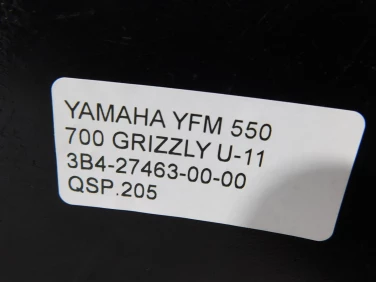 YAMAHA YFM 550
700 GRIZZLY U-11
3B4-27463-00-00
QSP.205